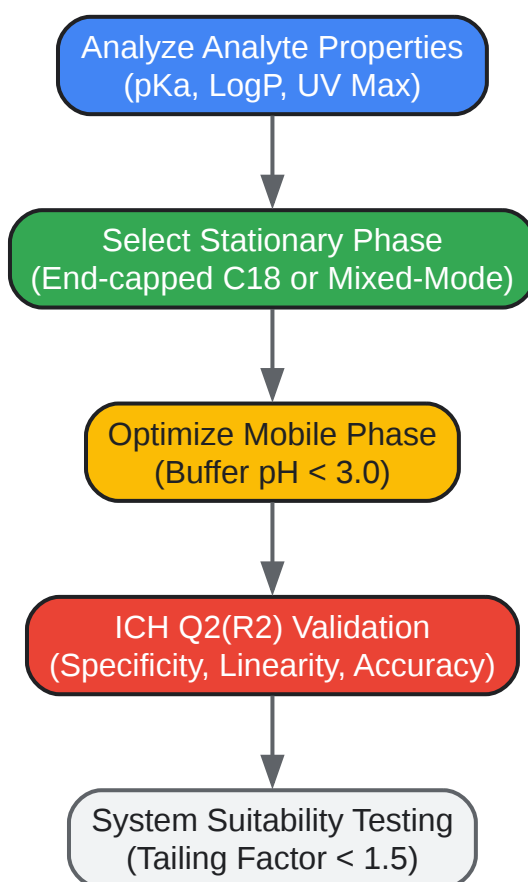 Analyze Analyte Properties
(pKa, LogP, UV Max)
Select Stationary Phase
(End-capped C18 or Mixed-Mode)
Optimize Mobile Phase
(Buffer pH < 3.0)
ICH Q2(R2) Validation
(Specificity, Linearity, Accuracy)
System Suitability Testing
(Tailing Factor < 1.5)